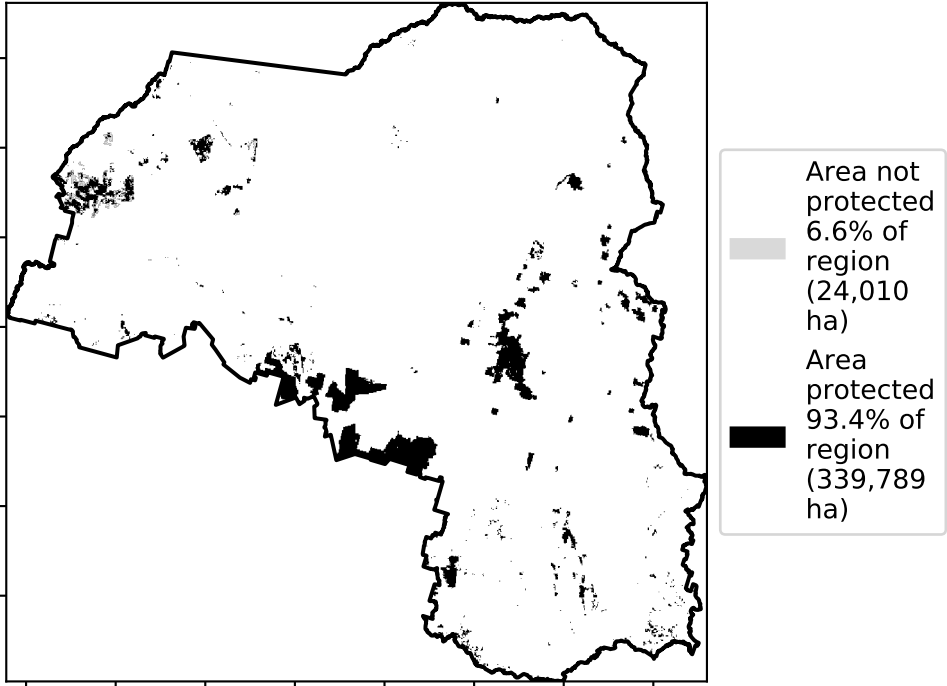 Area not
protected
6.6% of
region
(24,010
ha)
Area
protected
93.4% of
region
(339,789
ha)